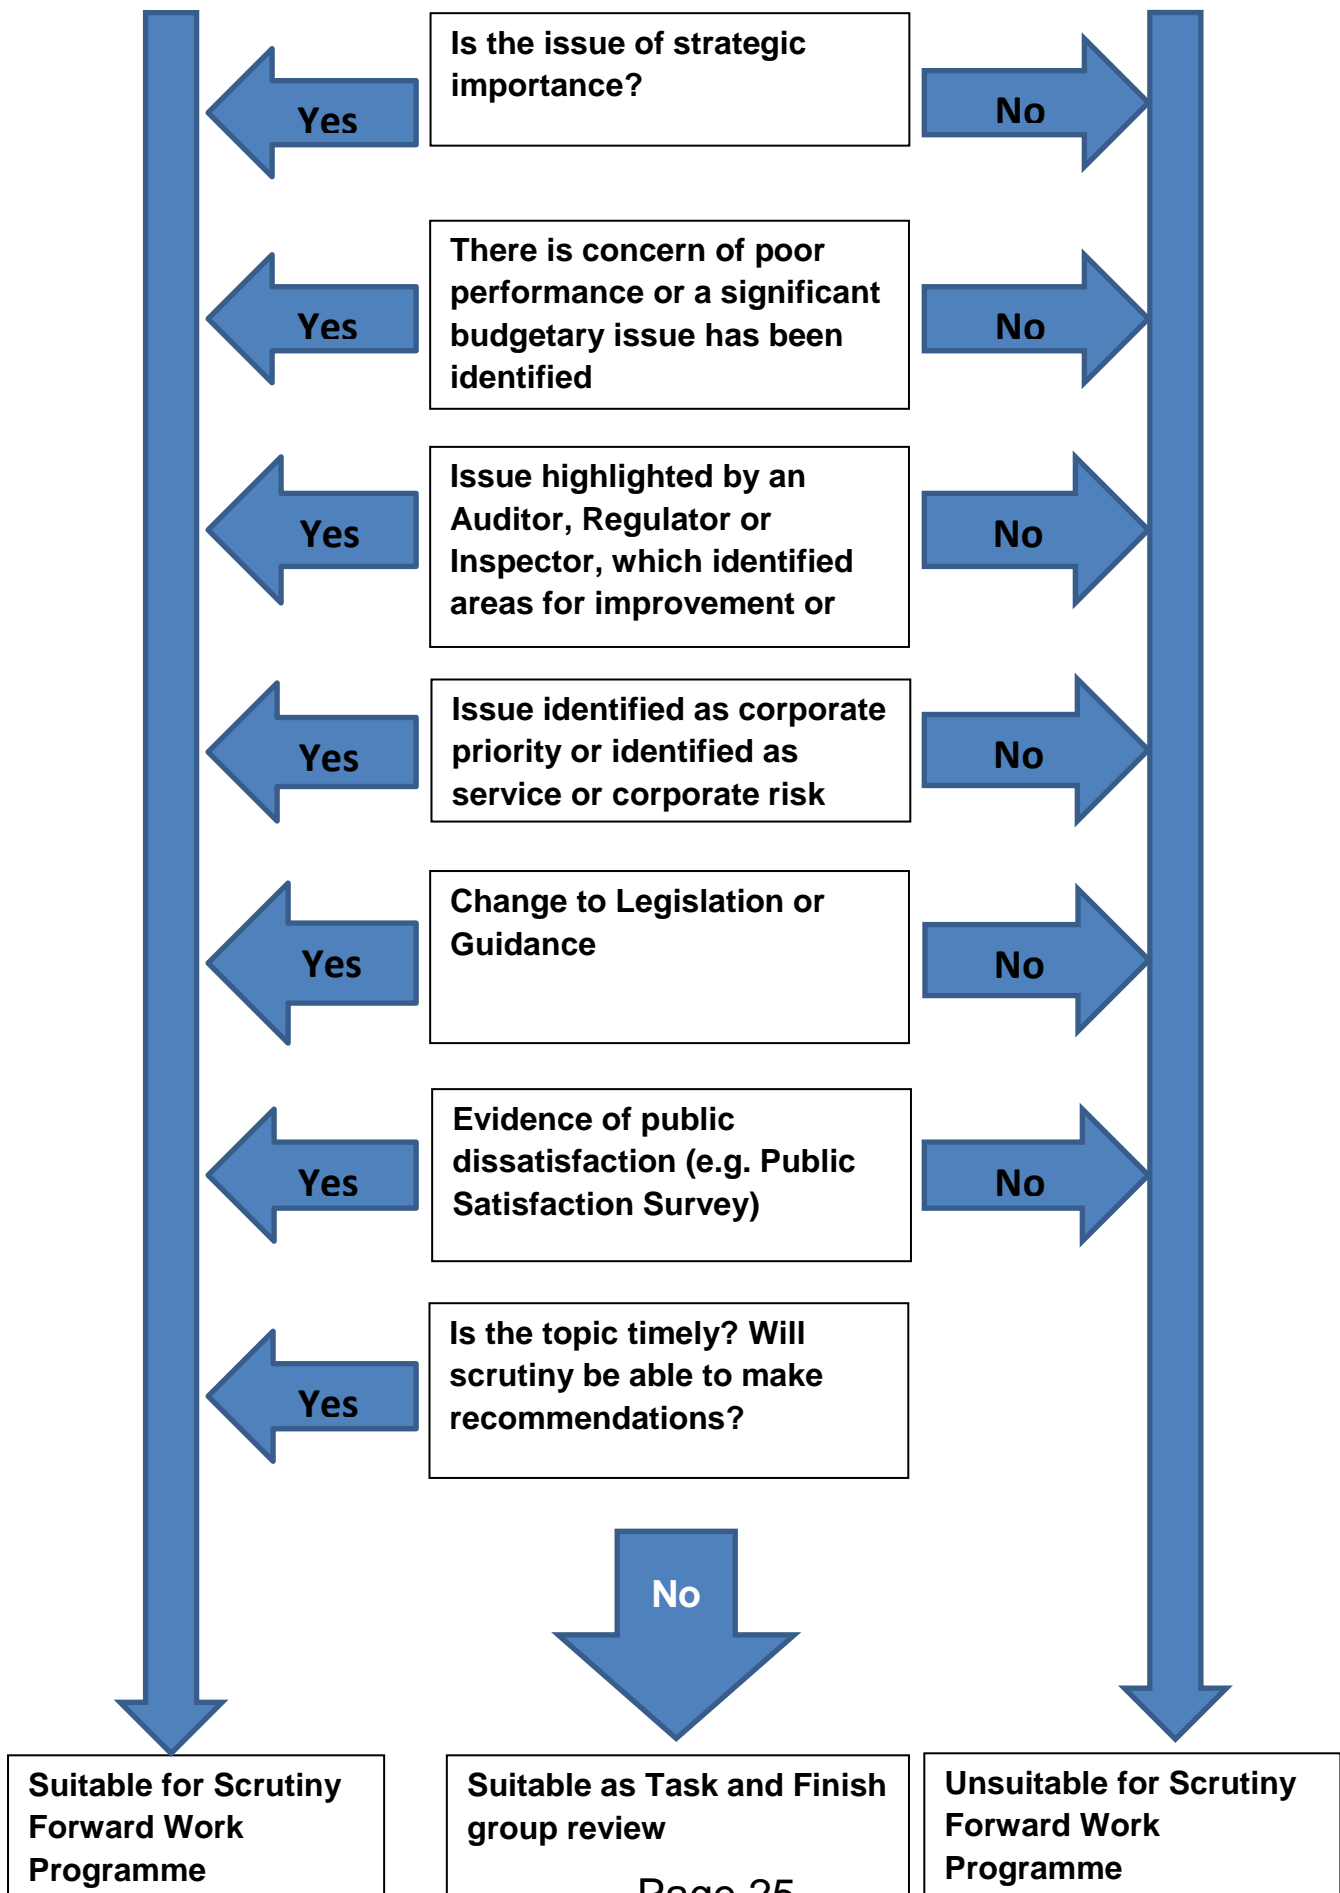 Is the issue of strategic
importance?
Yes
No
There is concern of poor
performance or a significant
budgetary issue has been
identified
Yes
No
Issue highlighted by an
Auditor, Regulator or
Inspector, which identified
areas for improvement or
Yes
No
Issue identified as corporate
priority or identified as
service or corporate risk
Yes
No
Change to Legislation or
Guidance
Yes
No
Evidence of public
dissatisfaction (e.g. Public
Satisfaction Survey)
Yes
No
Is the topic timely? Will
scrutiny be able to make
recommendations?
Yes
No
Suitable for Scrutiny
Forward Work
Programme
Suitable as Task and Finish
group review
Unsuitable for Scrutiny
Forward Work
Programme
Page 25